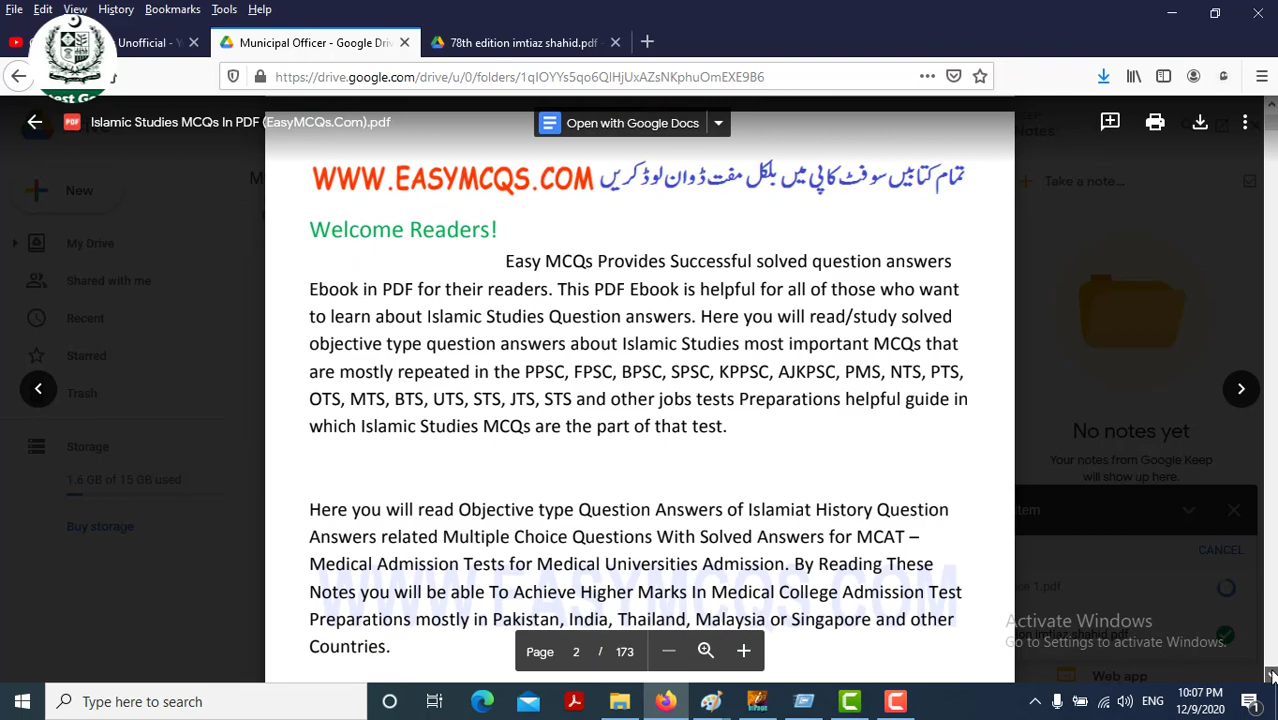 File Edit View History Bookmarks Tools Help
Unofficial - Y
Municipal Officer - Google Driv
78th edition imtiaz shahid.pdf -
https://drive.google.com/drive/u/0/folders/1qIOYYs5qo6QlHjUxAZsNKphuOmEXE9B6
PDF
Islamic Studies MCQs In PDF (EasyMCQs.Com).pdf
Open with Google Docs
Notes
New
Take a note...
My Drive
Shared with me
Recent
Starred
Trash
Storage
1.6 GB of 15 GB used
Buy storage
WWW.EASYMCQS.COM تمام کتابیں سوفٹ کاپی میں بلکل مفت ڈوان لوڈ کریں
Welcome Readers!
Easy MCQs Provides Successful solved question answers
Ebook in PDF for their readers. This PDF Ebook is helpful for all of those who want
to learn about Islamic Studies Question answers. Here you will read/study solved
objective type question answers about Islamic Studies most important MCQs that
are mostly repeated in the PPSC, FPSC, BPSC, SPSC, KPPSC, AJKPSC, PMS, NTS, PTS,
OTS, MTS, BTS, UTS, STS, JTS, STS and other jobs tests Preparations helpful guide in
which Islamic Studies MCQs are the part of that test.
Here you will read Objective type Question Answers of Islamiat History Question
Answers related Multiple Choice Questions With Solved Answers for MCAT –
Medical Admission Tests for Medical Universities Admission. By Reading These
Notes you will be able To Achieve Higher Marks In Medical College Admission Test
Preparations mostly in Pakistan, India, Thailand, Malaysia or Singapore and other
Countries.
WWW.EASYMCQS.COM
Page 2 / 173
No notes yet
Your notes from Google Keep
will show up here.
CANCEL
Activate Windows
Go to Settings to activate Windows.
Web app
Type here to search
ENG
10:07 PM
12/9/2020